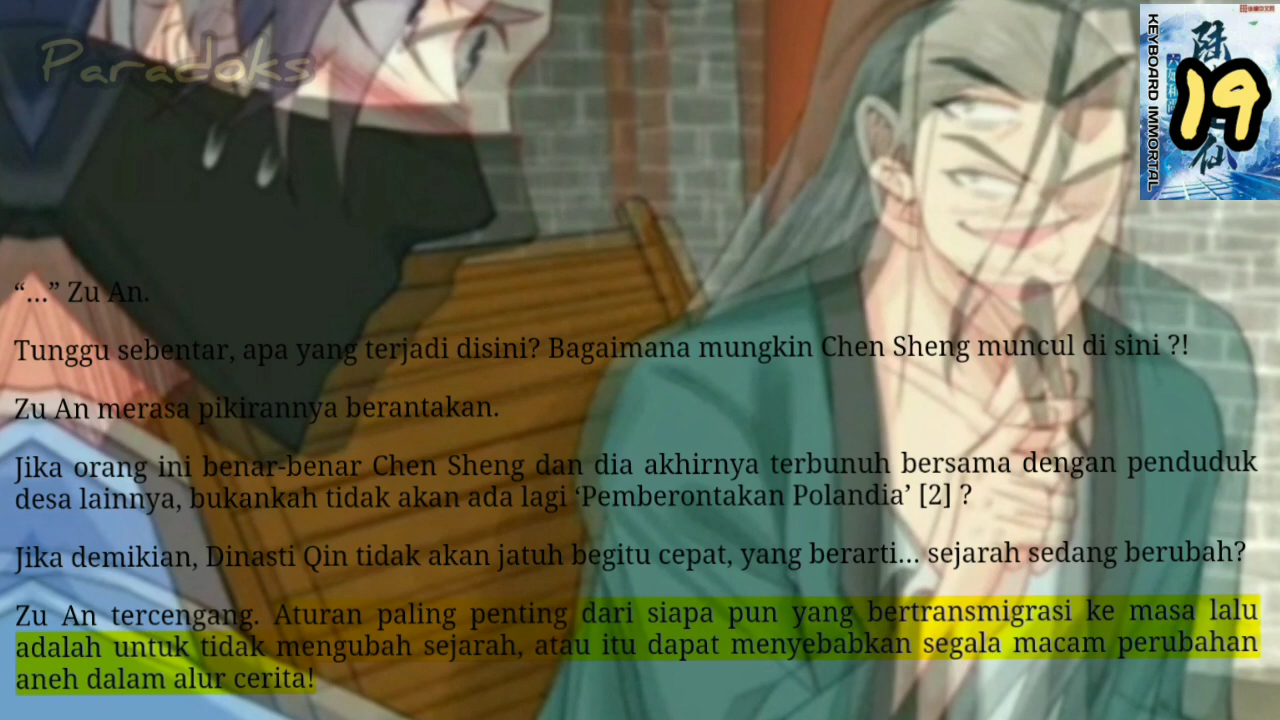 Paradoks
KEYBOARD IMMORTAL
19
仙
“…” Zu An.
Tunggu sebentar, apa yang terjadi disini? Bagaimana mungkin Chen Sheng muncul di sini ?!
Zu An merasa pikirannya berantakan.
Jika orang ini benar-benar Chen Sheng dan dia akhirnya terbunuh bersama dengan penduduk
desa lainnya, bukankah tidak akan ada lagi ‘Pemberontakan Polandia’ [2] ?
Jika demikian, Dinasti Qin tidak akan jatuh begitu cepat, yang berarti… sejarah sedang berubah?
Zu An tercengang. Aturan paling penting dari siapa pun yang bertransmigrasi ke masa lalu
adalah untuk tidak mengubah sejarah, atau itu dapat menyebabkan segala macam perubahan
aneh dalam alur cerita!